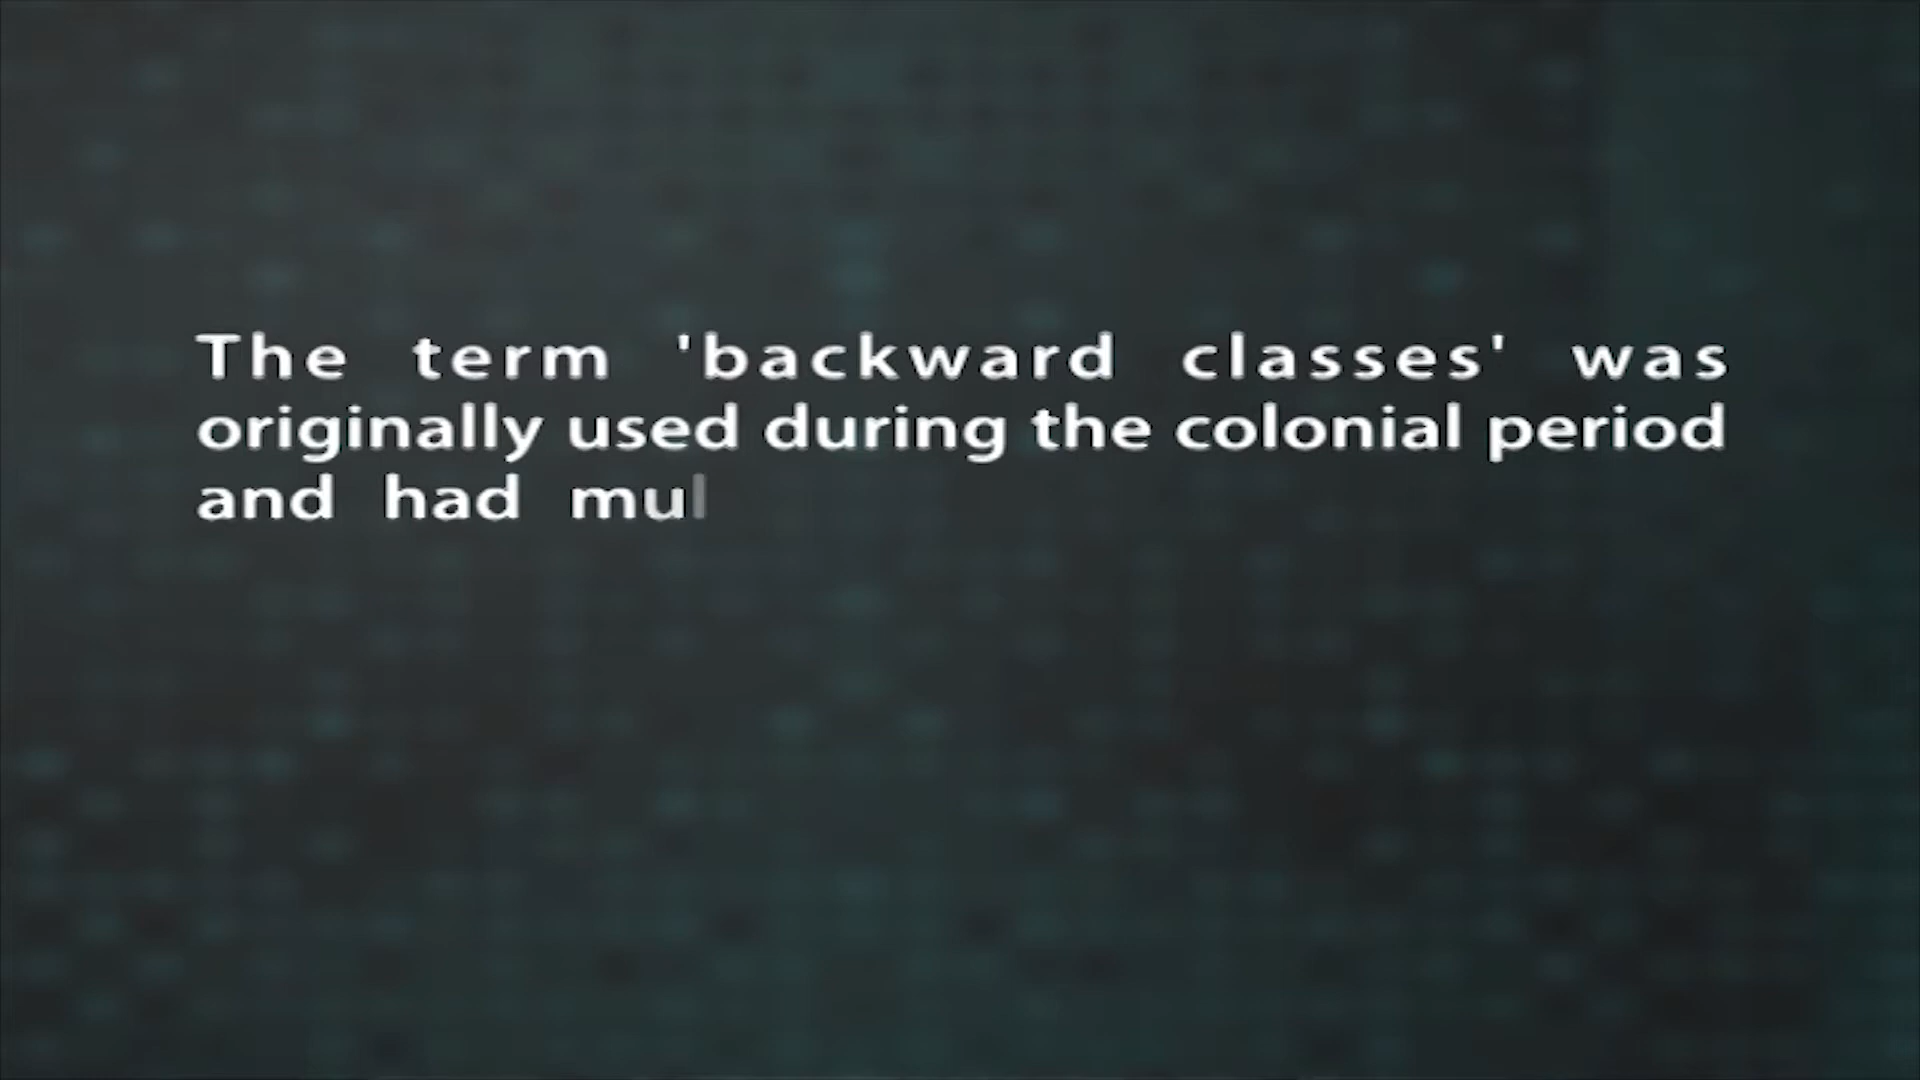 The term 'backward classes' was
originally used during the colonial period
and had mul